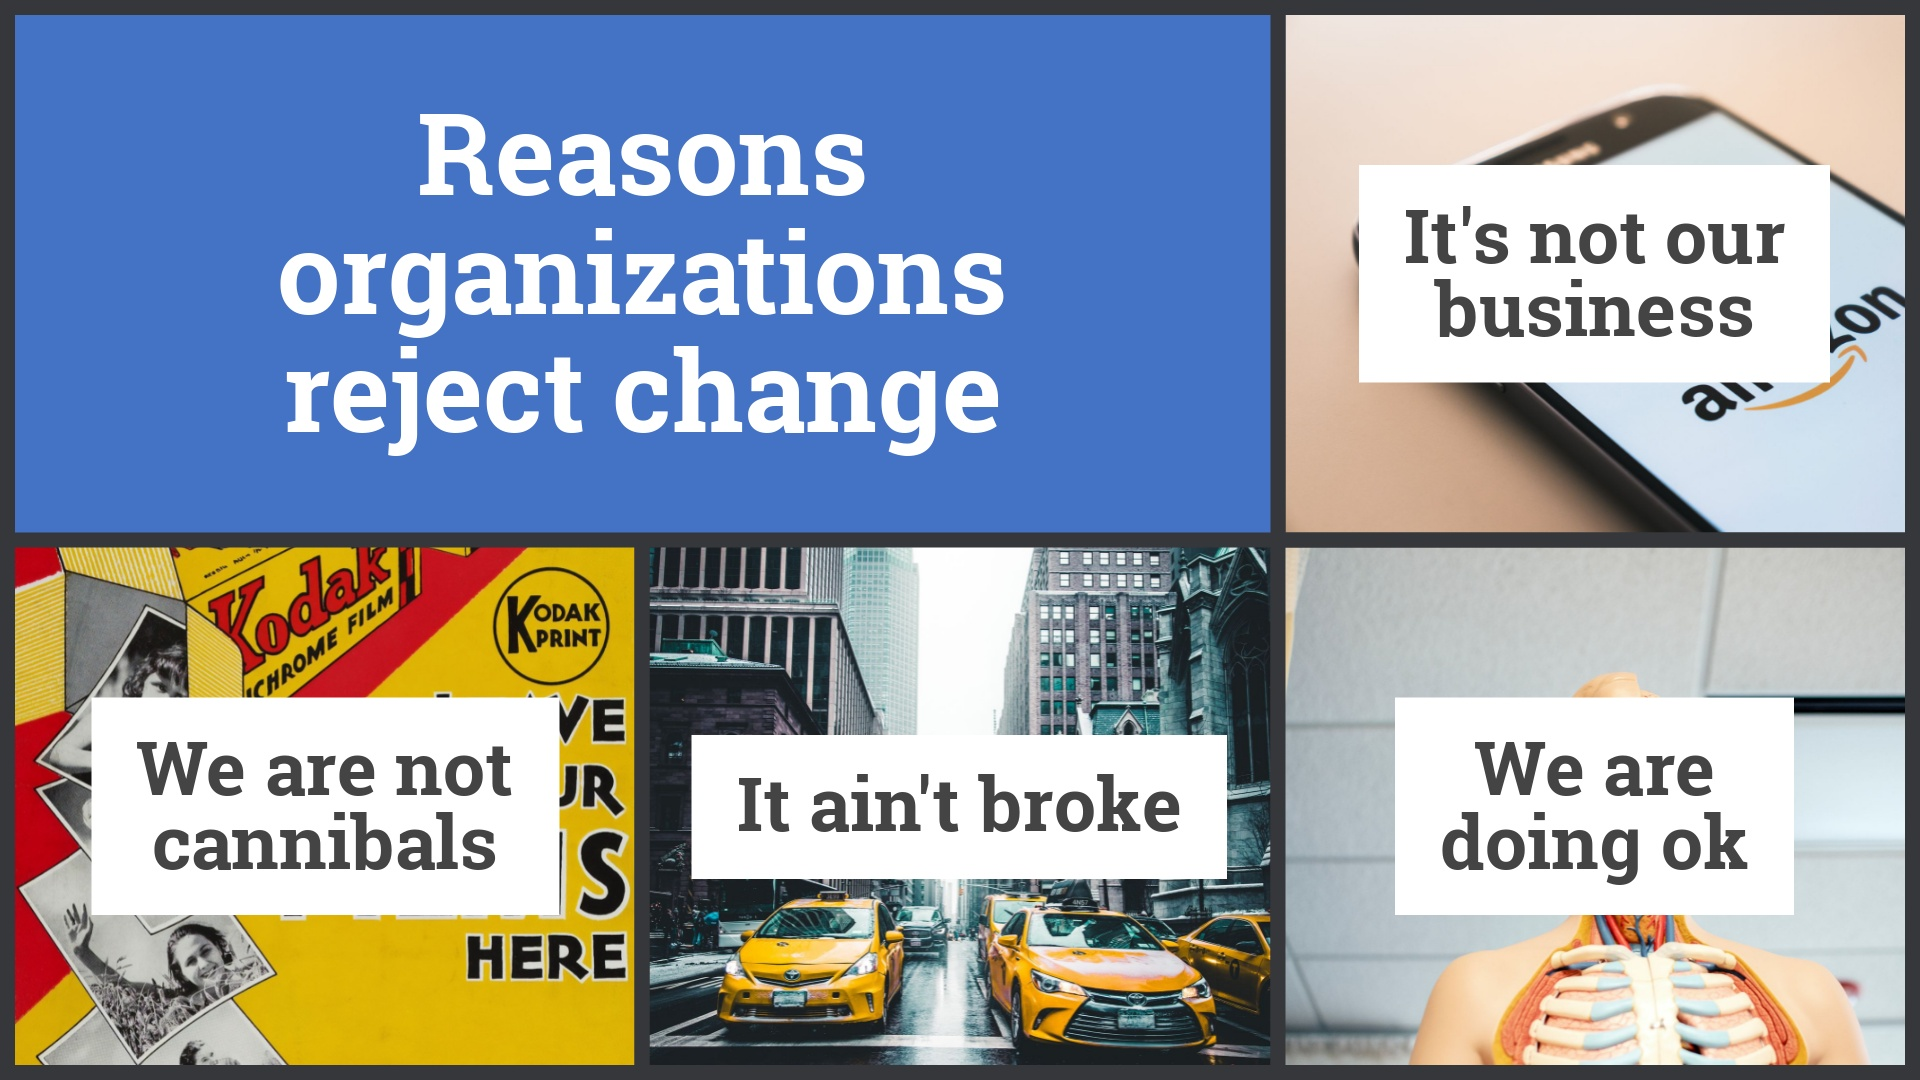 Reasons
organizations
reject change
It's not our
business
Kodak
CHROME FILM
KODAK
PRINT
HERE
We are not
cannibals
It ain't broke
We are
doing ok